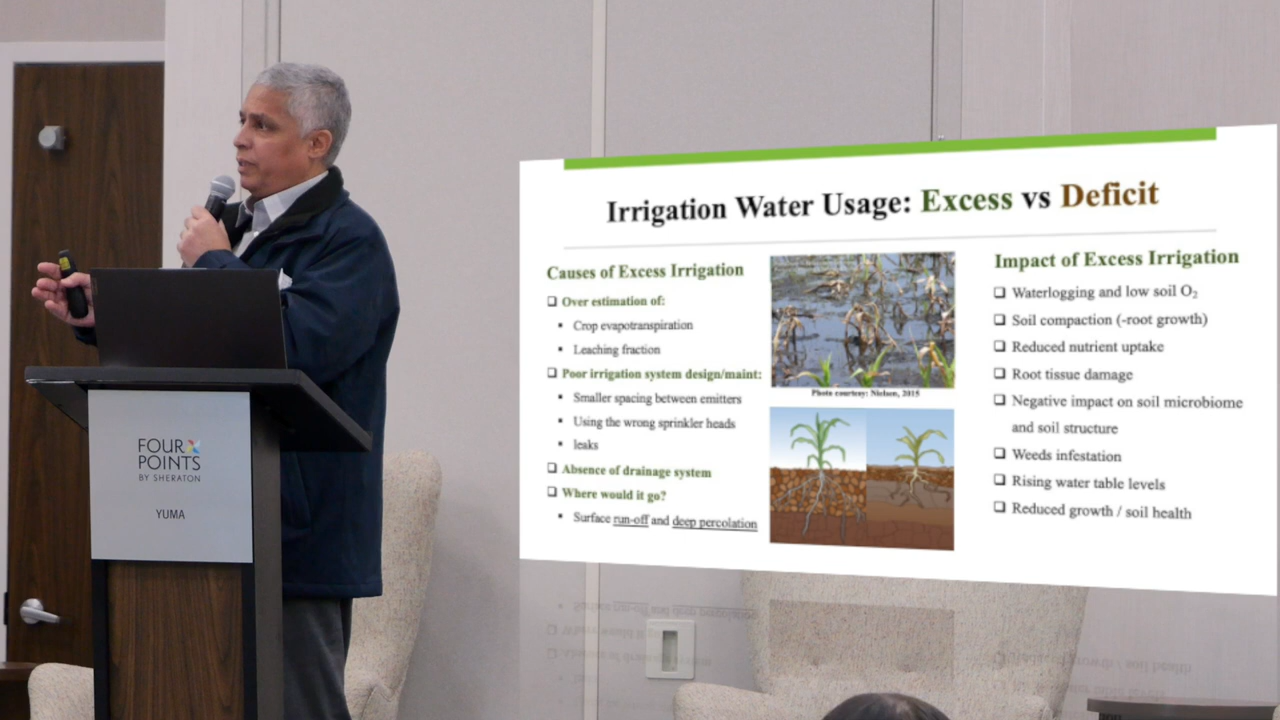 FOUR
POINTS
BY SHERATON
YUMA
Irrigation Water Usage: Excess vs Deficit
Causes of Excess Irrigation
❑ Over estimation of:
▪ Crop evapotranspiration
▪ Leaching fraction
❑ Poor irrigation system design/maint:
▪ Smaller spacing between emitters
▪ Using the wrong sprinkler heads
▪ leaks
❑ Absence of drainage system
❑ Where would it go?
▪ Surface run-off and deep percolation
Photo courtesy: Nielsen, 2015
Impact of Excess Irrigation
❑ Waterlogging and low soil O₂
❑ Soil compaction (-root growth)
❑ Reduced nutrient uptake
❑ Root tissue damage
❑ Negative impact on soil microbiome
and soil structure
❑ Weeds infestation
❑ Rising water table levels
❑ Reduced growth / soil health